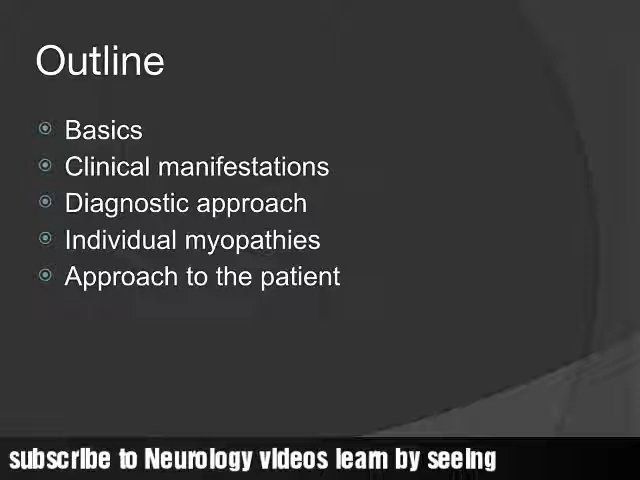 Outline
Basics
Clinical manifestations
Diagnostic approach
Individual myopathies
Approach to the patient
subscribe to Neurology videos learn by seeing